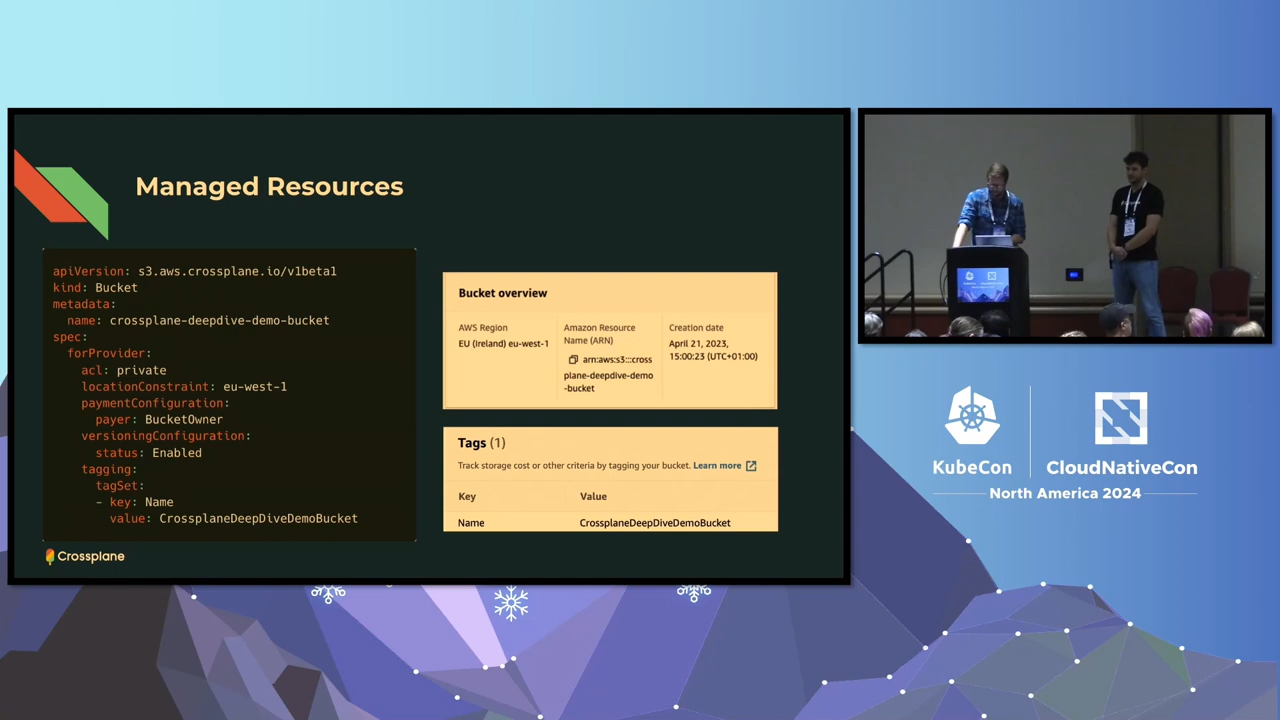 Managed Resources
apiVersion: s3.aws.crossplane.io/v1beta1
kind: Bucket
metadata:
  name: crossplane-deepdive-demo-bucket
spec:
  forProvider:
    acl: private
    locationConstraint: eu-west-1
    paymentConfiguration:
      payer: BucketOwner
    versioningConfiguration:
      status: Enabled
    tagging:
      tagSet:
      - key: Name
        value: CrossplaneDeepDiveDemoBucket
Bucket overview
AWS Region
EU (Ireland) eu-west-1
Amazon Resource
Name (ARN)
arn:aws:s3:::cross
plane-deepdive-demo
-bucket
Creation date
April 21, 2023,
15:00:23 (UTC+01:00)
Tags (1)
Track storage cost or other criteria by tagging your bucket. Learn more
Key Value
Name CrossplaneDeepDiveDemoBucket
Crossplane
KubeCon
CloudNativeCon
North America 2024